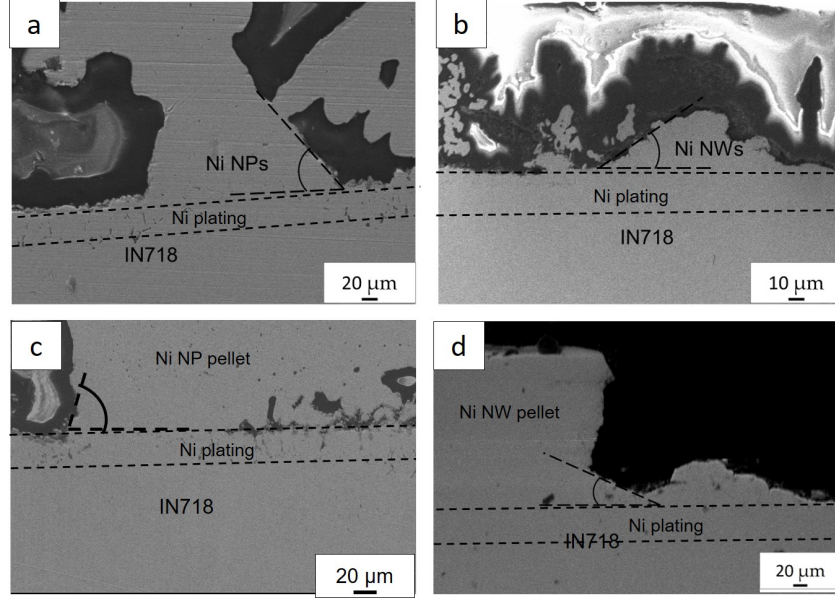 a
Ni NPs
Ni plating
IN718
20 µm
b
Ni NWs
Ni plating
IN718
10 µm
c
Ni NP pellet
Ni plating
IN718
20 µm
d
Ni NW pellet
Ni plating
IN718
20 µm